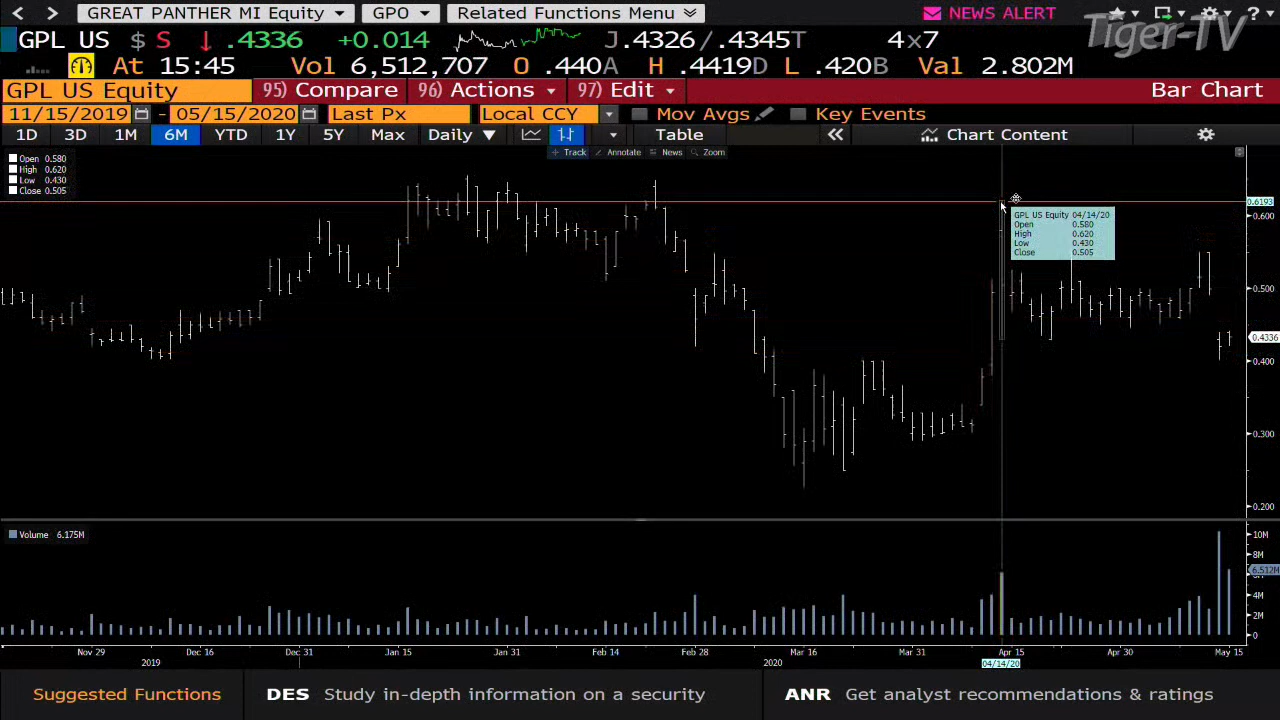 GREAT PANTHER MI Equity GPO Related Functions Menu NEWS ALERT ?
Tiger-TV
GPL US $ S ↓ .4336 +0.014 J.4326/.4345T 4x7
At 15:45 Vol 6,512,707 O .440A H .4419D L .420B Val 2.802M
GPL US Equity 95) Compare 96) Actions 97) Edit Bar Chart
11/15/2019 - 05/15/2020 Last Px Local CCY Mov Avgs Key Events
1D 3D 1M 6M YTD 1Y 5Y Max Daily ▼ Table « Chart Content
Track Annotate News Zoom
Open 0.580
High 0.620
Low 0.430
Close 0.505
GPL US Equity 04/14/20
Open 0.580
High 0.620
Low 0.430
Close 0.505
0.6193
0.600
0.500
0.4336
0.400
0.300
0.200
Volume 6.175M
10M
8M
6.512M
4M
2M
0
Nov 29 Dec 16 Dec 31 Jan 15 Jan 31 Feb 14 Feb 28 Mar 16 Mar 31 Apr 15 Apr 30 May 15
2019 2020 04/14/20
Suggested Functions DES Study in-depth information on a security ANR Get analyst recommendations & ratings